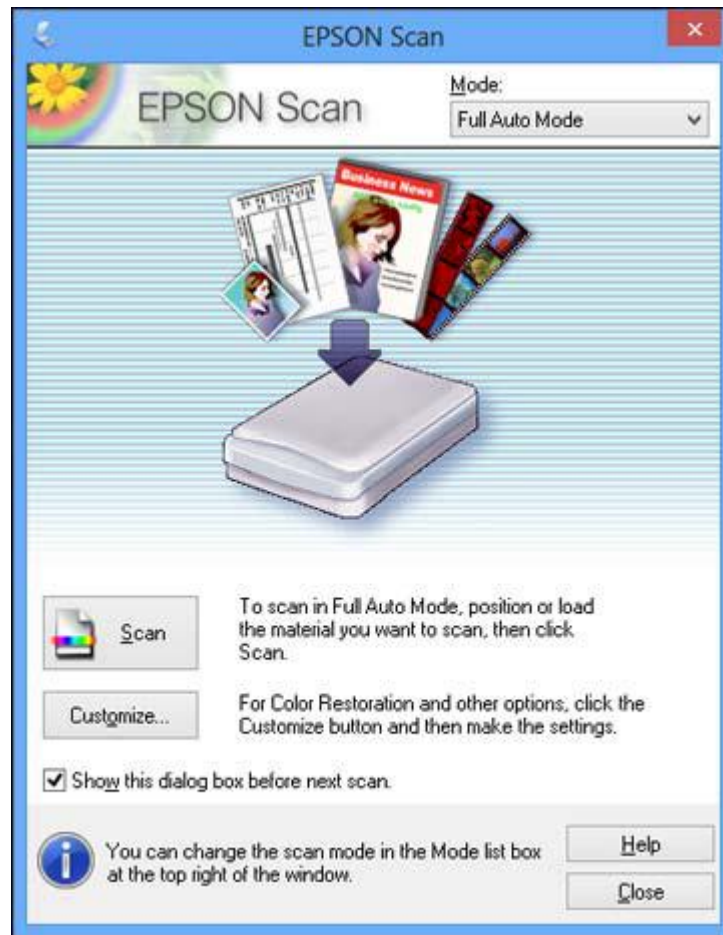 EPSON Scan
EPSON Scan
Mode:
Full Auto Mode
Business News
Scan
To scan in Full Auto Mode, position or load
the material you want to scan, then click
Scan.
Customize...
For Color Restoration and other options, click the
Customize button and then make the settings.
Show this dialog box before next scan.
You can change the scan mode in the Mode list box
at the top right of the window.
Help
Close